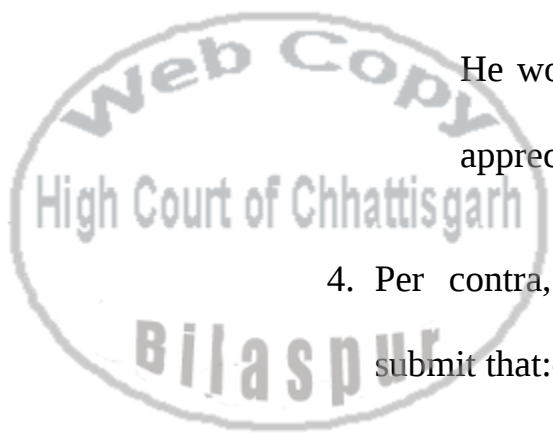 Web Copy
He wo
apprec
High Court of Chhattisgarh
4. Per contra,
submit that:
Bilaspur